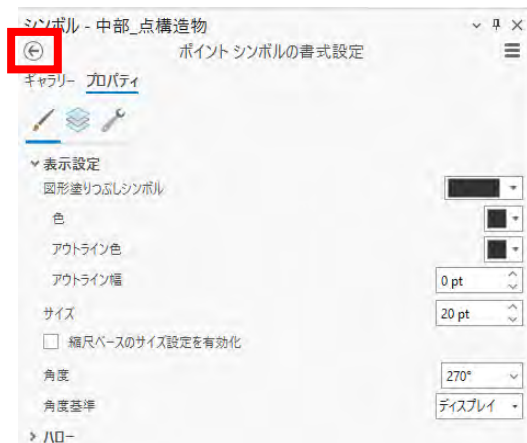 シンボル - 中部_点構造物
ポイント シンボルの書式設定
ギャラリー プロパティ
表示設定
図形塗りつぶしシンボル
色
アウトライン色
アウトライン幅 0 pt
サイズ 20 pt
縮尺ベースのサイズ設定を有効化
角度 270°
角度基準 ディスプレイ
ハロー